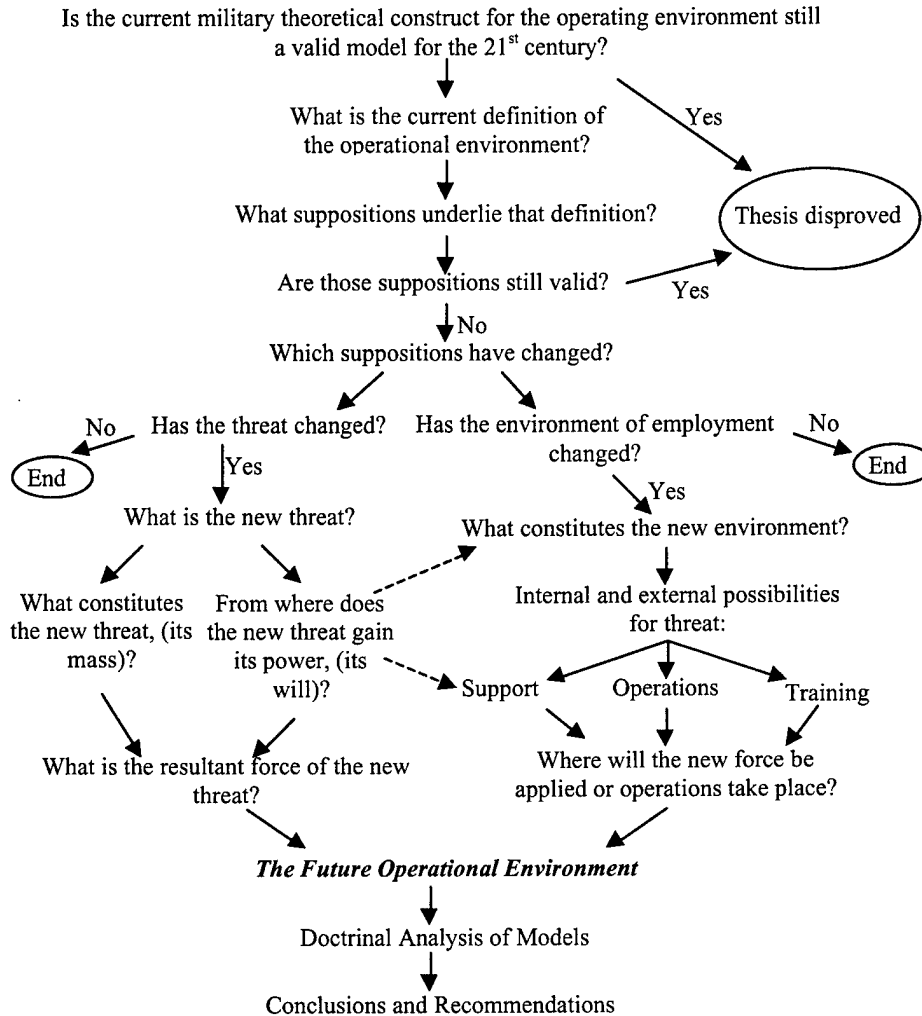 Is the current military theoretical construct for the operating environment still
a valid model for the 21st century?
Yes
What is the current definition of
the operational environment?
Thesis disproved
What suppositions underlie that definition?
Are those suppositions still valid?
Yes
No
Which suppositions have changed?
No
Has the threat changed?
Has the environment of employment
changed?
No
End
Yes
End
Yes
What is the new threat?
What constitutes the new environment?
What constitutes
the new threat, (its
mass)?
From where does
the new threat gain
its power, (its
will)?
Internal and external possibilities
for threat:
Support
Operations
Training
What is the resultant force of the new
threat?
Where will the new force be
applied or operations take place?
The Future Operational Environment
Doctrinal Analysis of Models
Conclusions and Recommendations